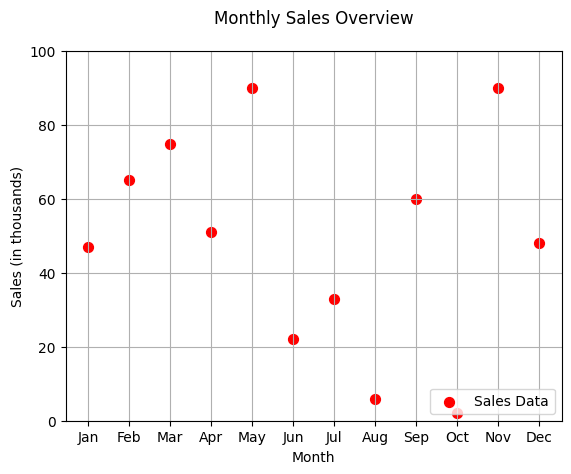 Monthly Sales Overview
100
80
60
40
20
0
Sales (in thousands)
Sales Data
Jan Feb Mar Apr May Jun Jul Aug Sep Oct Nov Dec
Month